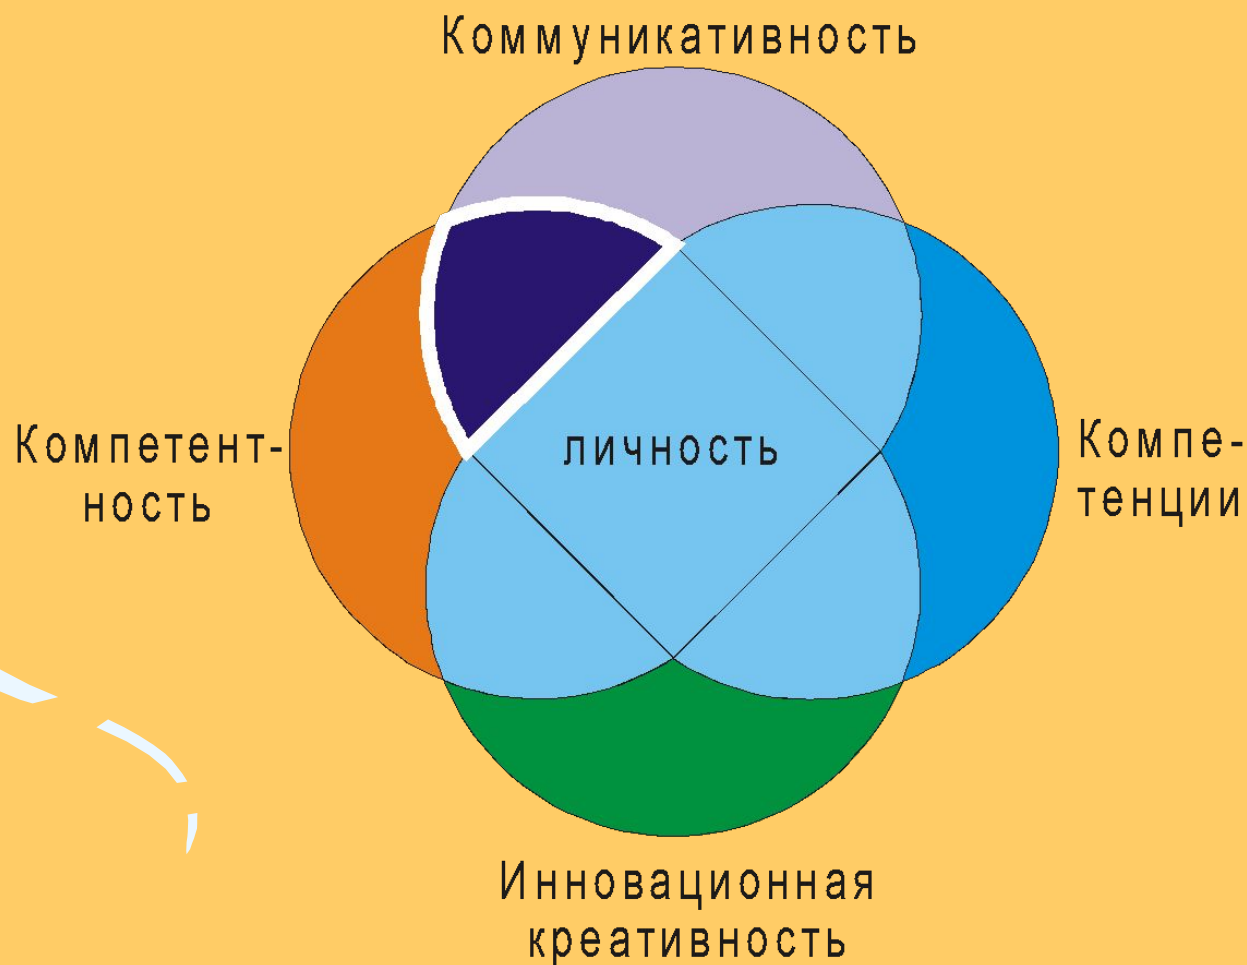 Коммуникативность
Компетент-
ность
личность
Компе-
тенции
Инновационная
креативность